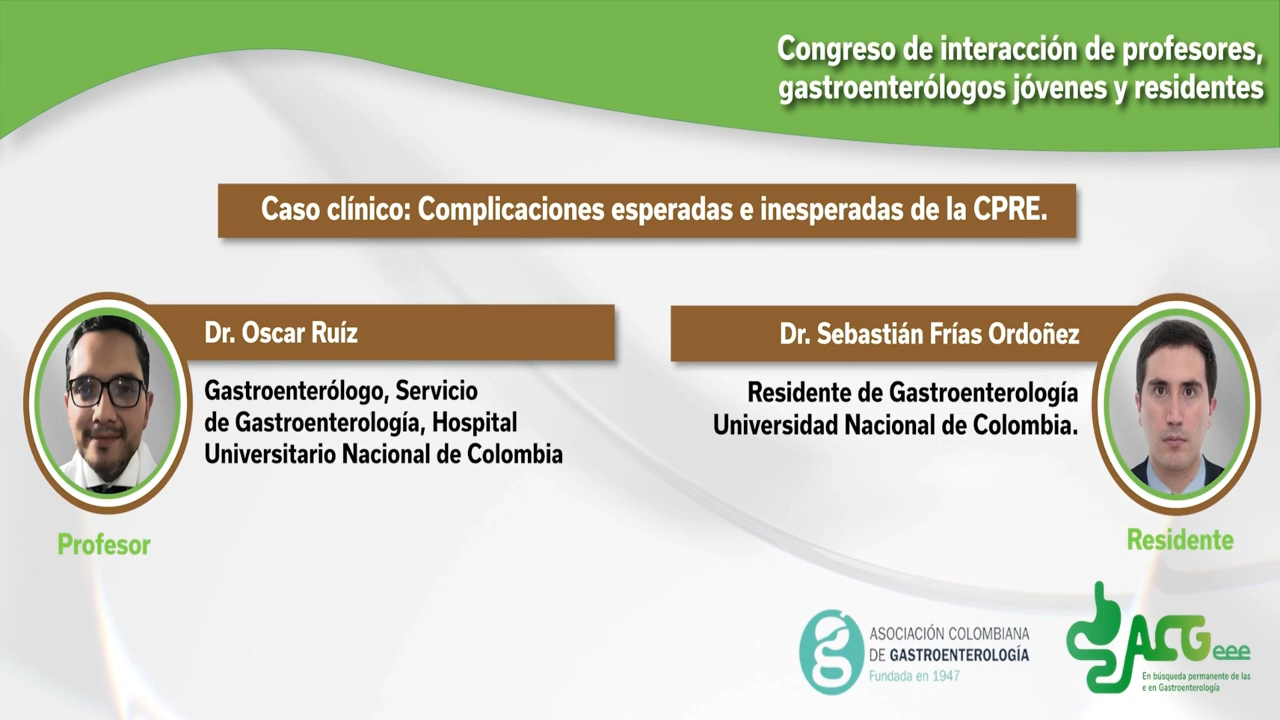 Congreso de interacción de profesores,
gastroenterólogos jóvenes y residentes
Caso clínico: Complicaciones esperadas e inesperadas de la CPRE.
Dr. Oscar Ruíz
Gastroenterólogo, Servicio
de Gastroenterología, Hospital
Universitario Nacional de Colombia
Profesor
Dr. Sebastián Frías Ordoñez
Residente de Gastroenterología
Universidad Nacional de Colombia.
Residente
ASOCIACIÓN COLOMBIANA
DE GASTROENTEROLOGÍA
Fundada en 1947
ACGeee
En búsqueda permanente de las
e en Gastroenterología